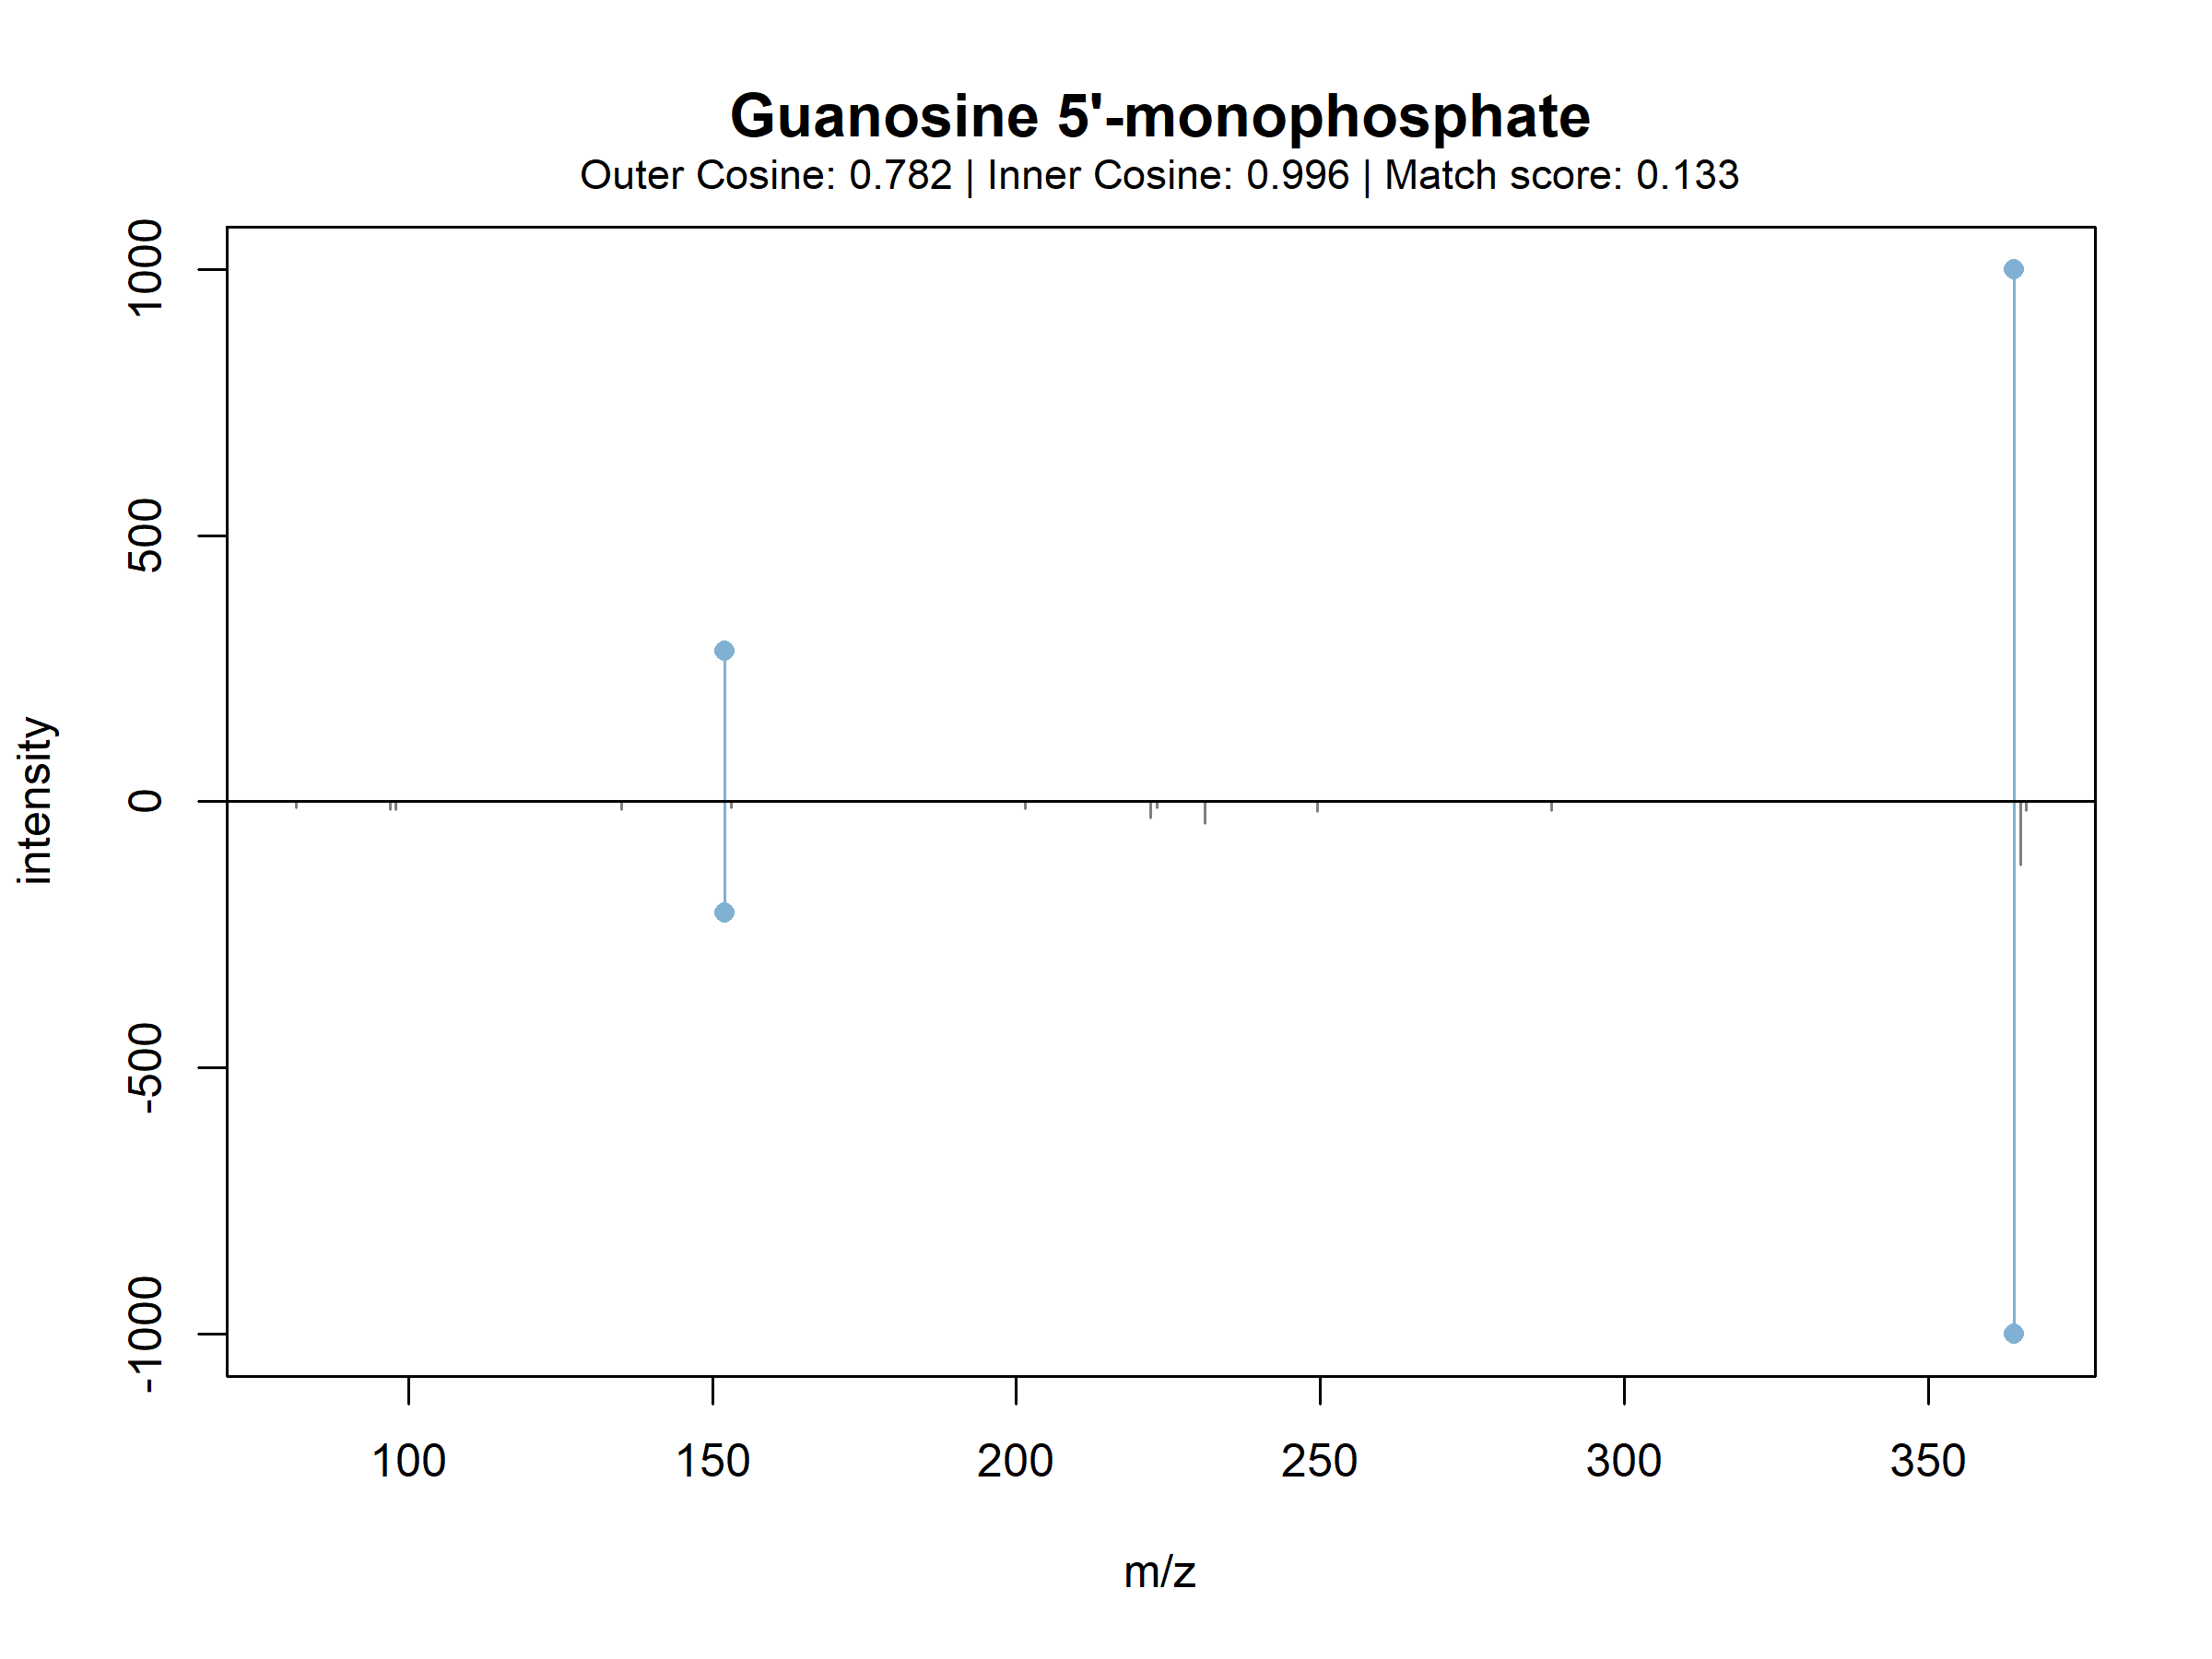 Guanosine 5'-monophosphate
Outer Cosine: 0.782 | Inner Cosine: 0.996 | Match score: 0.133
1000
500
0
-500
-1000
intensity
100 150 200 250 300 350
m/z